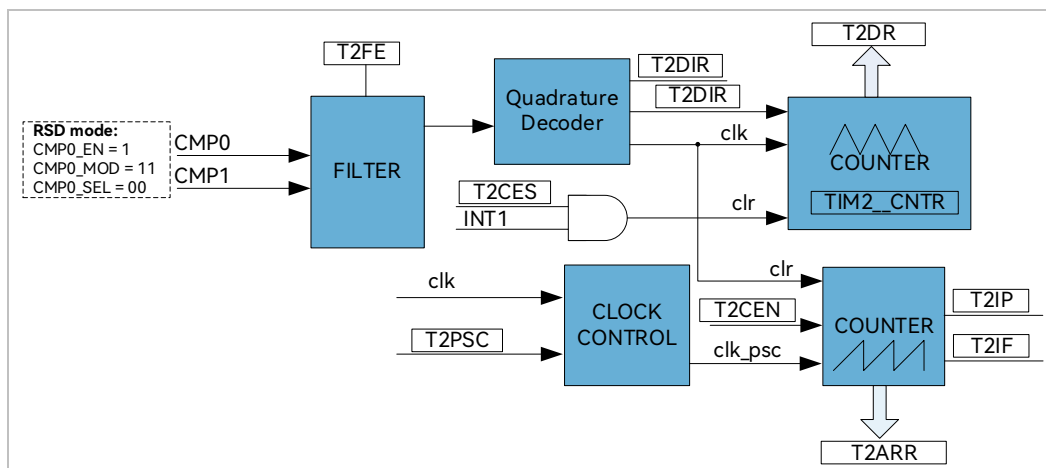 T2DR
T2FE
T2DIR
Quadrature
Decoder
T2DIR
RSD mode:
CMP0_EN = 1
CMP0_MOD = 11
CMP0_SEL = 00
CMP0
CMP1
FILTER
clk
COUNTER
TIM2__CNTR
T2CES
INT1
clr
clk
T2PSC
CLOCK
CONTROL
clr
T2CEN
clk_psc
COUNTER
T2IP
T2IF
T2ARR